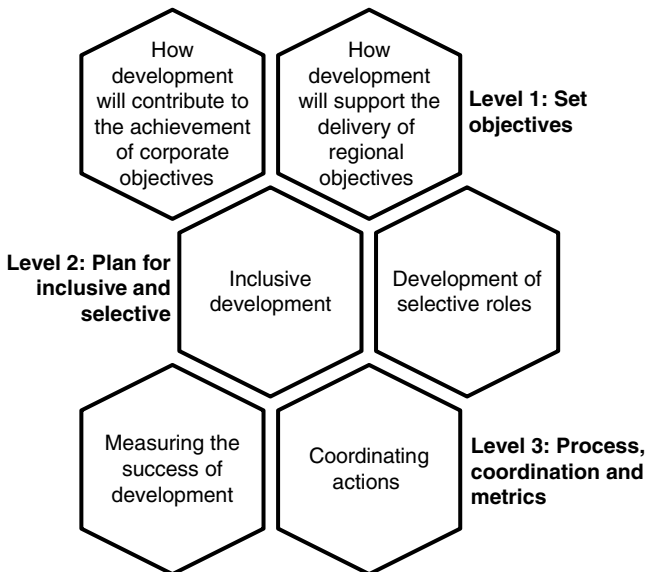 How
development
will contribute to
the achievement
of corporate
objectives
How
development
will support the
delivery of
regional
objectives
Level 1: Set
objectives
Level 2: Plan for
inclusive and
selective
Inclusive
development
Development of
selective roles
Measuring the
success of
development
Coordinating
actions
Level 3: Process,
coordination and
metrics